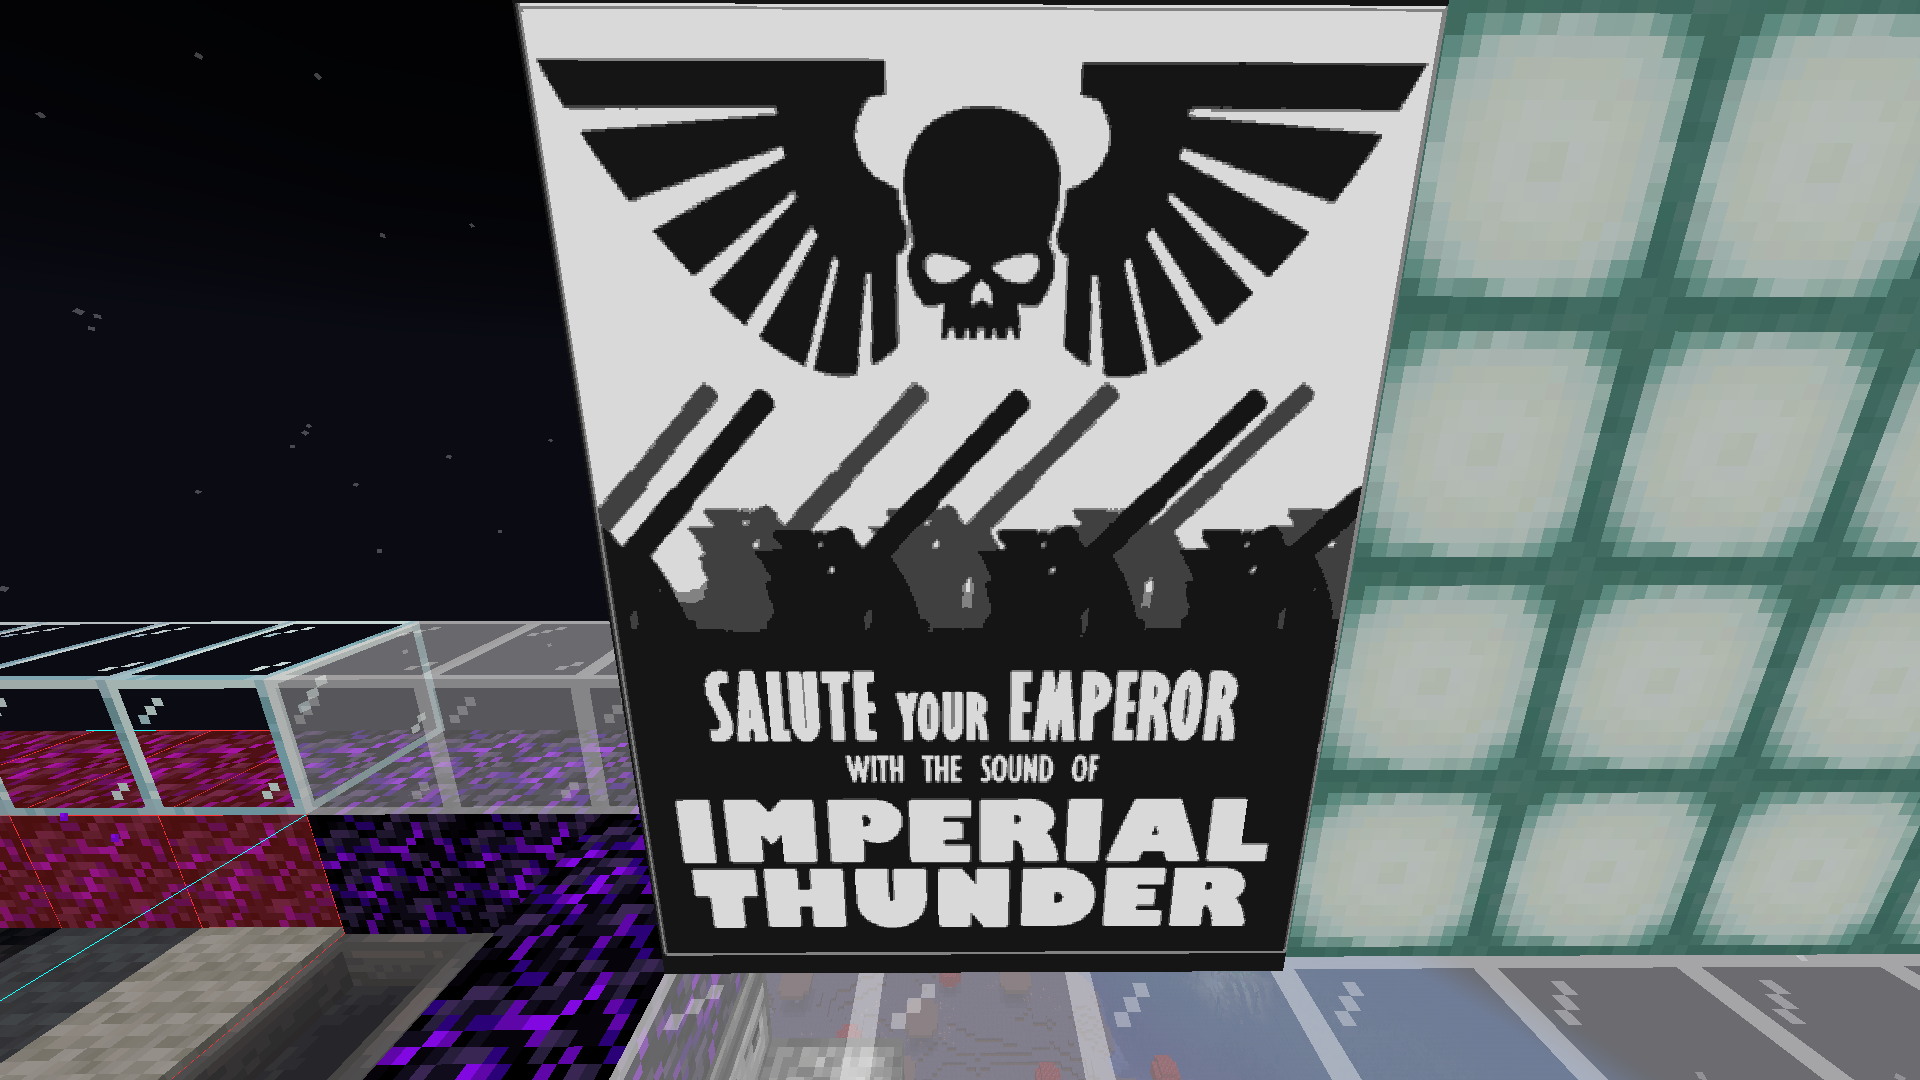 SALUTE YOUR EMPEROR
WITH THE SOUND OF
IMPERIAL
THUNDER